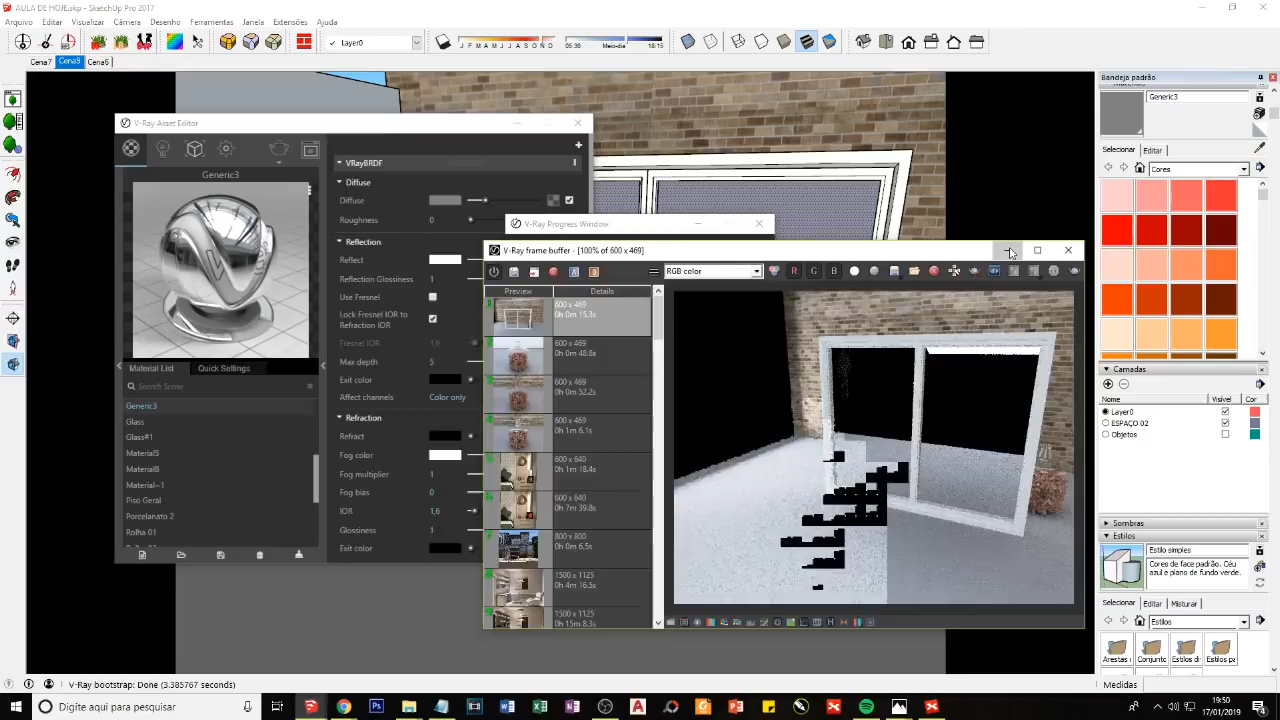 AULA DE HOJE.skp - SketchUp Pro 2017
Arquivo Editar Visualizar Câmera Desenho Ferramentas Janela Extensões Ajuda
Layer0
J F M A M J J A S O N D
05:38 Meio-dia 18:15
Cena7 Cena9 Cena6
Bandeja padrão
Generic3
Selecionar Editar
Cores
V-Ray Asset Editor
Generic3
VRayBRDF
Diffuse
Diffuse
Roughness 0
Reflection
Reflect
Reflection Glossiness 1
Use Fresnel
Lock Fresnel IOR to
Refraction IOR
Fresnel IOR 1,6
Max depth 5
Exit color
Affect channels Color only
Refraction
Refract
Fog color
Fog multiplier 1
Fog bias 0
IOR 1,6
Glossiness 1
Exit color
Material List Quick Settings
Search Scene
Generic3
Glass
Glass#1
Material5
Material8
Material~1
Piso Geral
Porcelanato 2
Rolha 01
V-Ray Progress Window
V-Ray frame buffer - [100% of 600 x 469]
RGB color
R G B
Preview Details
600 x 469
0h 0m 15.3s
600 x 469
0h 0m 48.8s
600 x 469
0h 0m 52.2s
600 x 469
0h 1m 6.1s
600 x 640
0h 1m 18.4s
600 x 640
0h 7m 39.8s
800 x 800
0h 0m 6.5s
1500 x 1125
0h 4m 16.5s
1500 x 1125
0h 15m 8.3s
Camadas
Nome Visível Cor
Layer0
ESPAÇO 02
Objetos
Sombras
Estilos
Estilo simples
Cores de face padrão. Céu
azul e plano de fundo verde.
Selecionar Editar Misturar
Estilos
Arestas
Conjunto
Estilos di
Estilos pa
V-Ray bootstrap: Done (3.385767 seconds)
Medidas
Digite aqui para pesquisar
19:50
17/01/2019